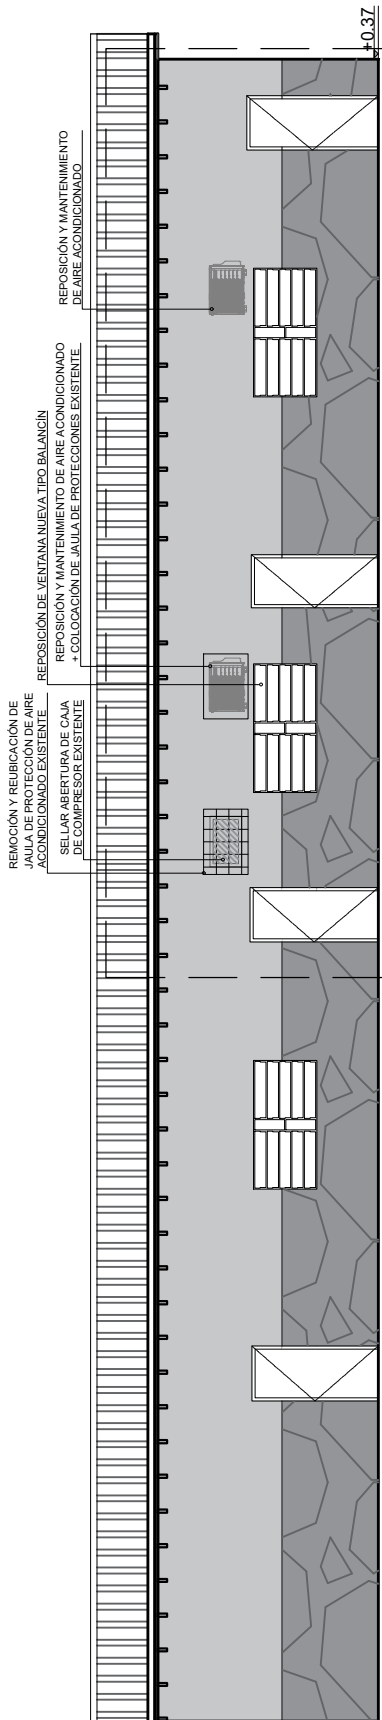 REMOCIÓN Y REUBICACIÓN DE
JAULA DE PROTECCIÓN DE AIRE
ACONDICIONADO EXISTENTE
SELLAR ABERTURA DE CAJA
DE COMPRESOR EXISTENTE
REPOSICIÓN DE VENTANA NUEVA TIPO BALANCÍN
REPOSICIÓN Y MANTENIMIENTO DE AIRE ACONDICIONADO
+ COLOCACIÓN DE JAULA DE PROTECCIONES EXISTENTE
REPOSICIÓN Y MANTENIMIENTO
DE AIRE ACONDICIONADO
+0.37